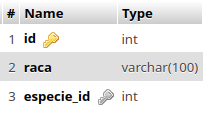 # Name Type
1 id int
2 raca varchar(100)
3 especie_id int